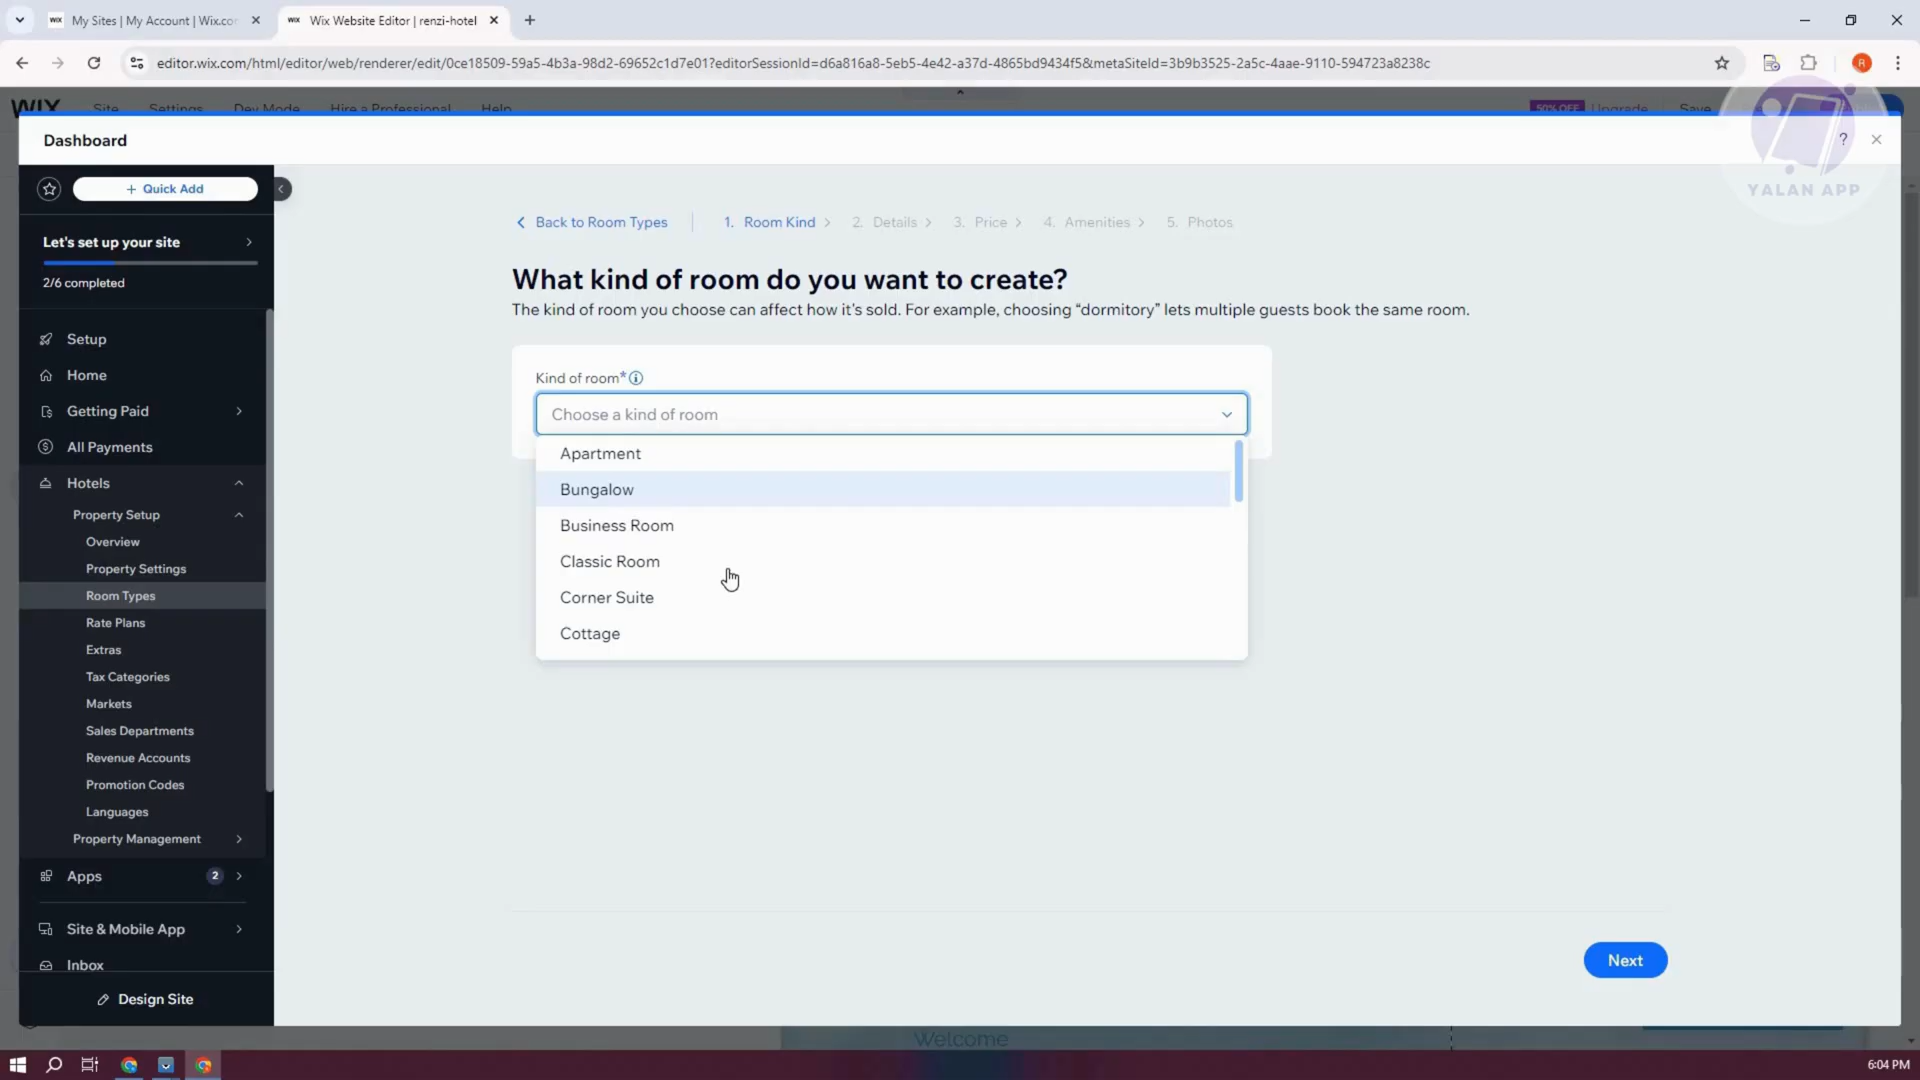 WIX My Sites | My Account | Wix.co
WIX Wix Website Editor | renzi-hotel
editor.wix.com/html/editor/web/renderer/edit/0ce18509-59a5-4b3a-98d2-69652c1d7e01?editorSessionId=d6a816a8-5eb5-4e42-a37d-4865bd9434f5&metaSiteId=3b9b3525-2a5c-4aae-9110-594723a8238c
R
WIX Site Settings Dev Mode Hire a Professional Help 50% OFF Upgrade Save
Dashboard
?
YALAN APP
+ Quick Add
Let's set up your site
2/6 completed
Setup
Home
Getting Paid
All Payments
Hotels
Property Setup
Overview
Property Settings
Room Types
Rate Plans
Extras
Tax Categories
Markets
Sales Departments
Revenue Accounts
Promotion Codes
Languages
Property Management
Apps 2
Site & Mobile App
Inbox
Design Site
Back to Room Types 1. Room Kind 2. Details 3. Price 4. Amenities 5. Photos
What kind of room do you want to create?
The kind of room you choose can affect how it's sold. For example, choosing “dormitory” lets multiple guests book the same room.
Kind of room*
Choose a kind of room
Apartment
Bungalow
Business Room
Classic Room
Corner Suite
Cottage
Next
Welcome
6:04 PM